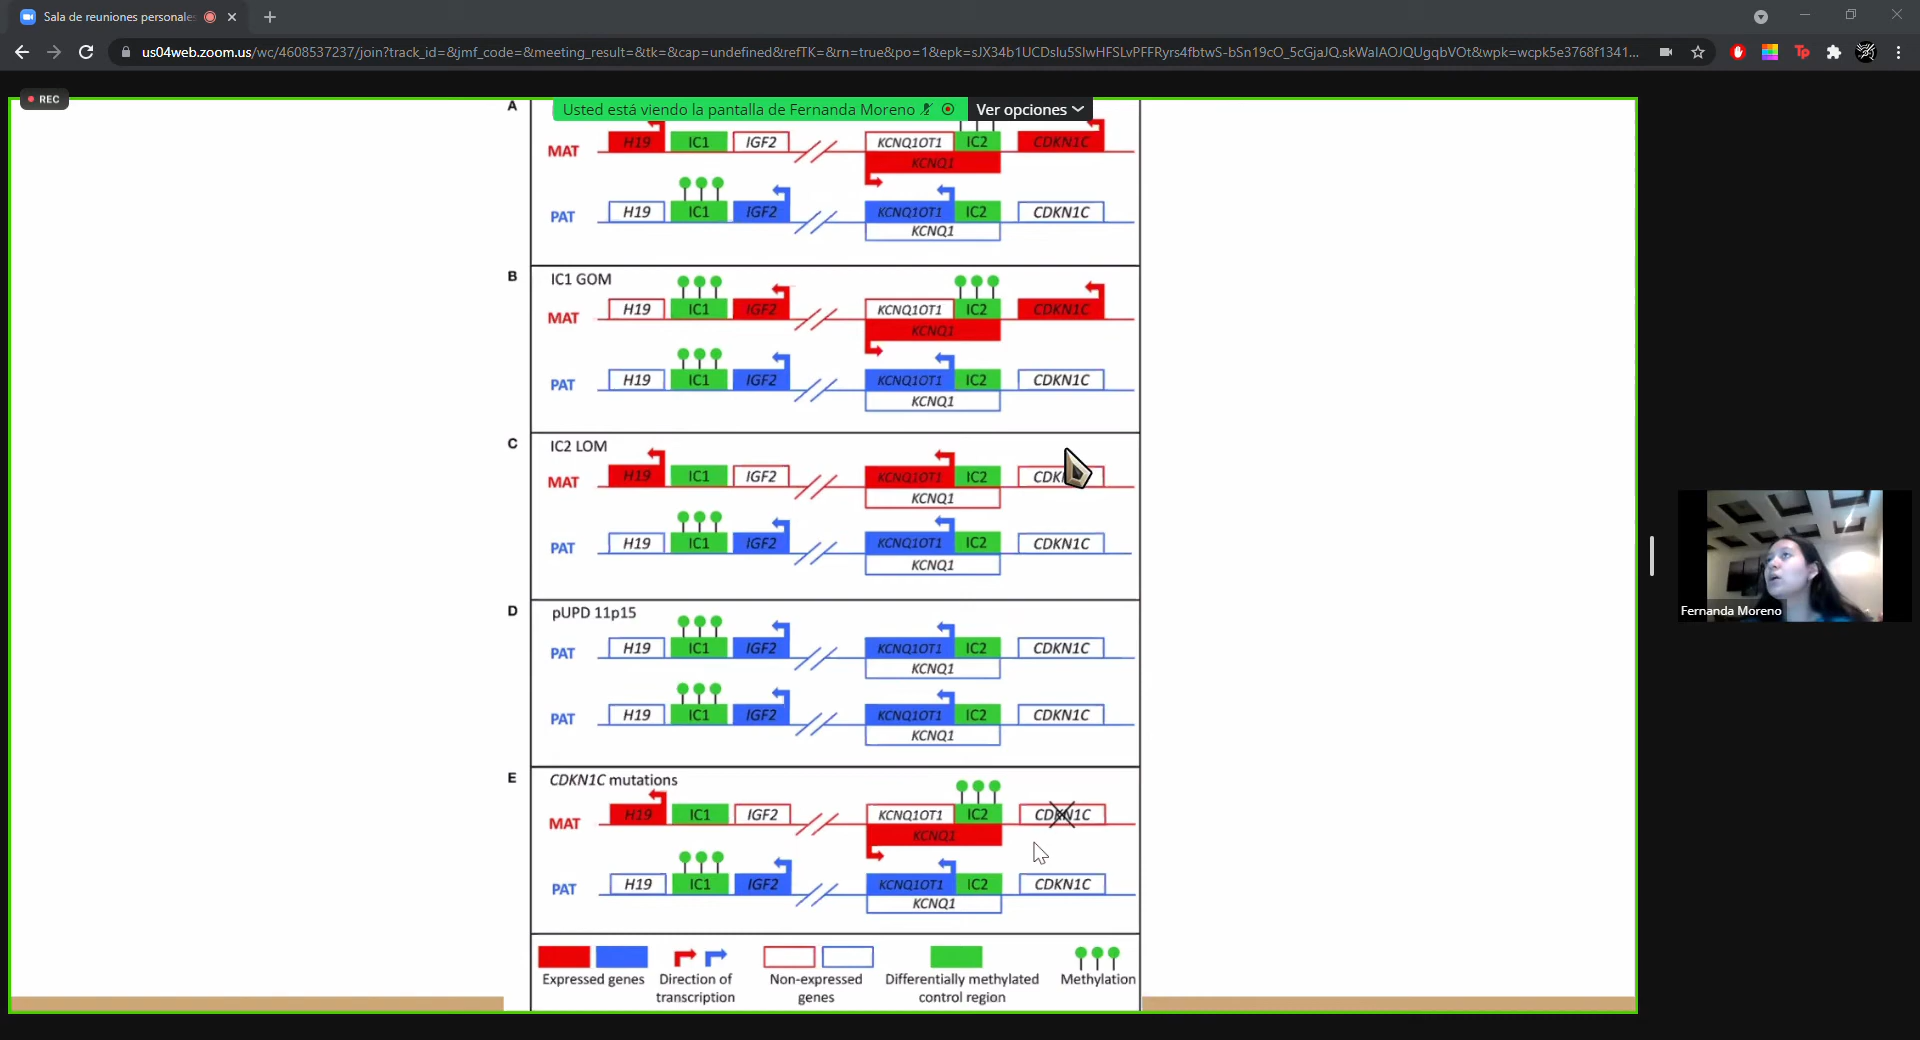 Sala de reuniones personales
us04web.zoom.us/wc/4608537237/join?track_id=&jmf_code=&meeting_result=&tk=&cap=undefined&refTK=&rn=true&po=1&epk=
REC
Usted está viendo la pantalla de Fernanda Moreno
Ver opciones
A
H19 IC1 IGF2 KCNQ1OT1 IC2 CDKN1C
MAT
KCNQ1
PAT H19 IC1 IGF2 KCNQ1OT1 IC2 CDKN1C
KCNQ1
B IC1 GOM
H19 IC1 IGF2 KCNQ1OT1 IC2 CDKN1C
MAT
KCNQ1
PAT H19 IC1 IGF2 KCNQ1OT1 IC2 CDKN1C
KCNQ1
C IC2 LOM
MAT H19 IC1 IGF2 KCNQ1OT1 IC2
KCNQ1
PAT H19 IC1 IGF2 KCNQ1OT1 IC2 CDKN1C
KCNQ1
D pUPD 11p15
PAT H19 IC1 IGF2 KCNQ1OT1 IC2 CDKN1C
KCNQ1
PAT H19 IC1 IGF2 KCNQ1OT1 IC2 CDKN1C
KCNQ1
E CDKN1C mutations
MAT H19 IC1 IGF2 KCNQ1OT1 IC2 CDKN1C
KCNQ1
PAT H19 IC1 IGF2 KCNQ1OT1 IC2 CDKN1C
KCNQ1
Expressed genes
Direction of
transcription
Non-expressed
genes
Differentially methylated
control region
Methylation
Fernanda Moreno